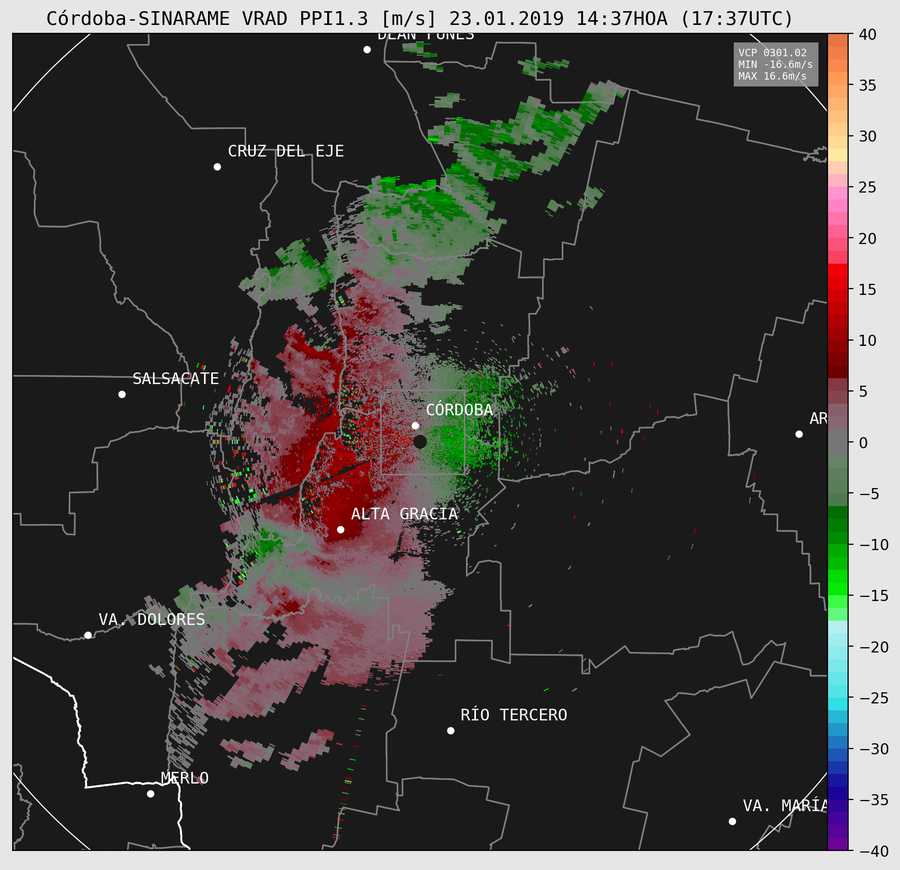 Córdoba-SINARAME VRAD PPI1.3 [m/s] 23.01.2019 14:37HOA (17:37UTC)
DEÁN FUNES
VCP 0301.02
MIN -16.6m/s
MAX 16.6m/s
CRUZ DEL EJE
SALSACATE
CÓRDOBA
AR
ALTA GRACIA
VA. DOLORES
RÍO TERCERO
MERLO
VA. MARÍA
40
35
30
25
20
15
10
5
0
−5
−10
−15
−20
−25
−30
−35
−40